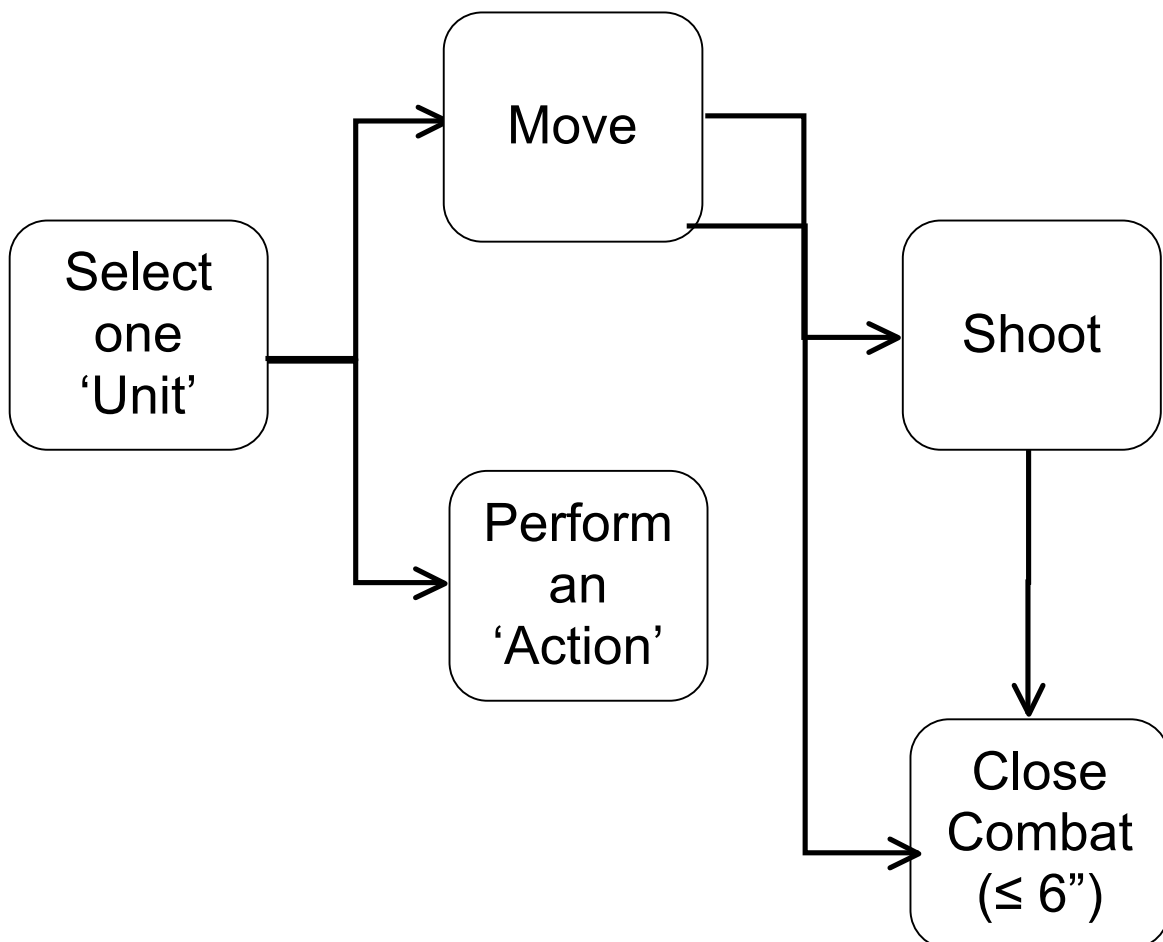 Move
Select
one
‘Unit’
Shoot
Perform
an
‘Action’
Close
Combat
(≤ 6”)